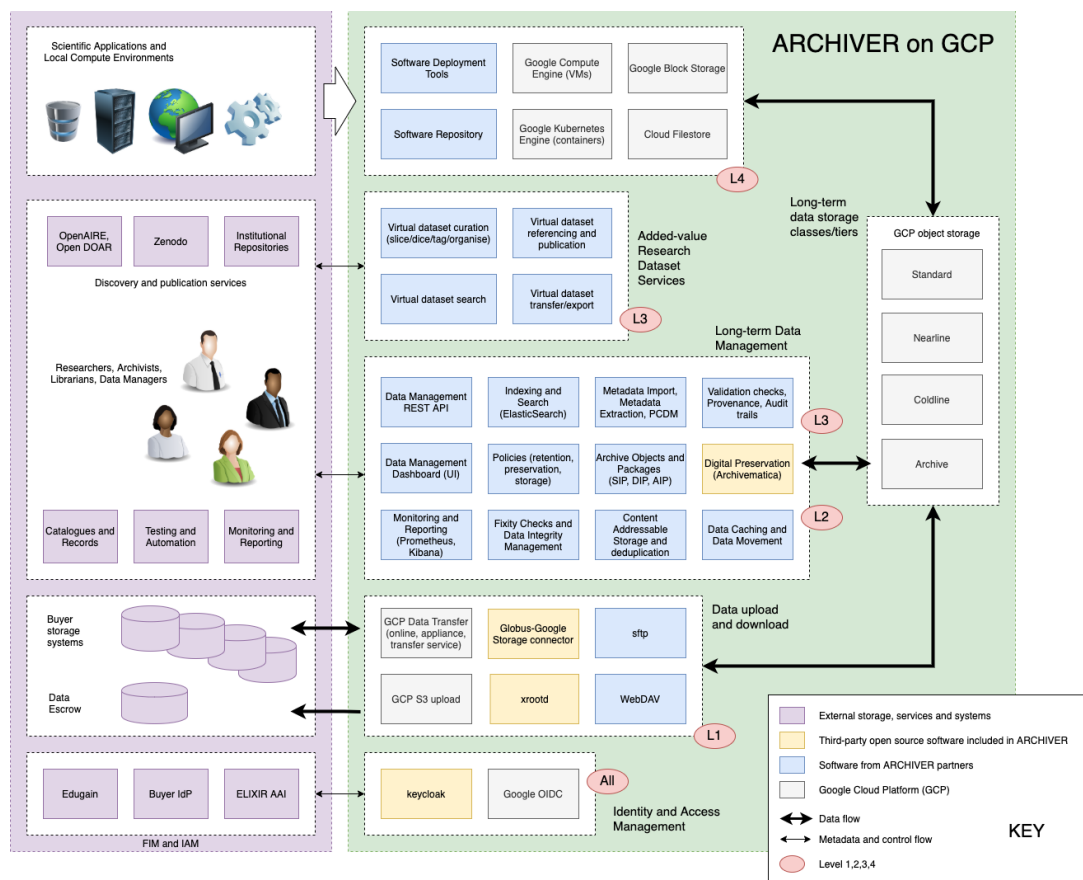 Scientific Applications and
Local Compute Environments
ARCHIVER on GCP
Software Deployment
Tools
Google Compute
Engine (VMs)
Google Block Storage
Software Repository
Google Kubernetes
Engine (containers)
Cloud Filestore
L4
OpenAIRE,
Open DOAR
Zenodo
Institutional
Repositories
Discovery and publication services
Researchers, Archivists,
Librarians, Data Managers
Catalogues and
Records
Testing and
Automation
Monitoring and
Reporting
Virtual dataset curation
(slice/dice/tag/organise)
Virtual dataset
referencing and
publication
Virtual dataset search
Virtual dataset
transfer/export
L3
Added-value
Research
Dataset
Services
Long-term
data storage
classes/tiers
GCP object storage
Standard
Nearline
Coldline
Archive
Long-term Data
Management
Data Management
REST API
Indexing and
Search
(ElasticSearch)
Metadata Import,
Metadata
Extraction, PCDM
Validation checks,
Provenance, Audit
trails
L3
Data Management
Dashboard (UI)
Policies (retention,
preservation,
storage)
Archive Objects and
Packages
(SIP, DIP, AIP)
Digital Preservation
(Archivematica)
L2
Monitoring and
Reporting
(Prometheus,
Kibana)
Fixity Checks and
Data Integrity
Management
Content
Addressable
Storage and
deduplication
Data Caching and
Data Movement
Buyer
storage
systems
Data
Escrow
GCP Data Transfer
(online, appliance,
transfer service)
Globus-Google
Storage connector
sftp
GCP S3 upload
xrootd
WebDAV
L1
Data upload
and download
Edugain
Buyer IdP
ELIXIR AAI
FIM and IAM
keycloak
Google OIDC
All
Identity and Access
Management
External storage, services and systems
Third-party open source software included in ARCHIVER
Software from ARCHIVER partners
Google Cloud Platform (GCP)
Data flow
Metadata and control flow
Level 1,2,3,4
KEY